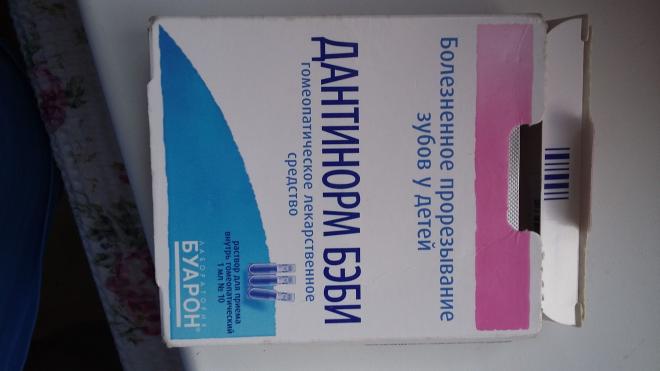 Болезненное прорезывание
зубов у детей
ДАНТИНОРМ БЭБИ
гомеопатическое лекарственное
средство
раствор для приема
внутрь гомеопатический
1 мл № 10
ЛАБОРАТОРИЯ
БУАРОН